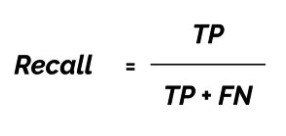 TP
Recall =
TP + FN